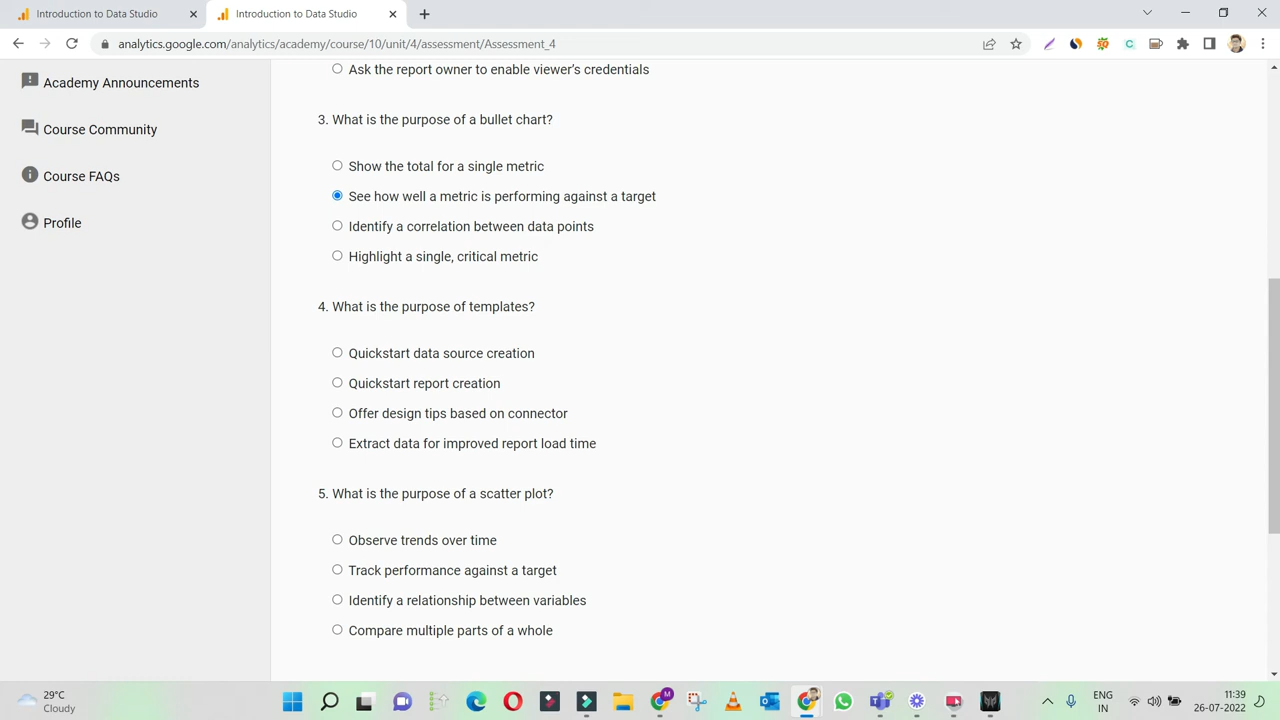 Introduction to Data Studio
Introduction to Data Studio
analytics.google.com/analytics/academy/course/10/unit/4/assessment/Assessment_4
Academy Announcements
Course Community
Course FAQs
Profile
Ask the report owner to enable viewer’s credentials
3. What is the purpose of a bullet chart?
Show the total for a single metric
See how well a metric is performing against a target
Identify a correlation between data points
Highlight a single, critical metric
4. What is the purpose of templates?
Quickstart data source creation
Quickstart report creation
Offer design tips based on connector
Extract data for improved report load time
5. What is the purpose of a scatter plot?
Observe trends over time
Track performance against a target
Identify a relationship between variables
Compare multiple parts of a whole
29°C
Cloudy
M
ENG
IN
11:39
26-07-2022